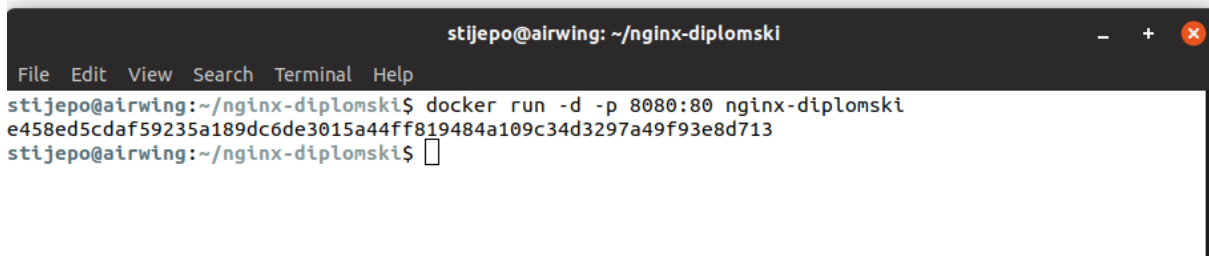 stijepo@airwing: ~/nginx-diplomski
File Edit View Search Terminal Help
stijepo@airwing:~/nginx-diplomski$ docker run -d -p 8080:80 nginx-diplomski
e458ed5cdaf59235a189dc6de3015a44ff819484a109c34d3297a49f93e8d713
stijepo@airwing:~/nginx-diplomski$